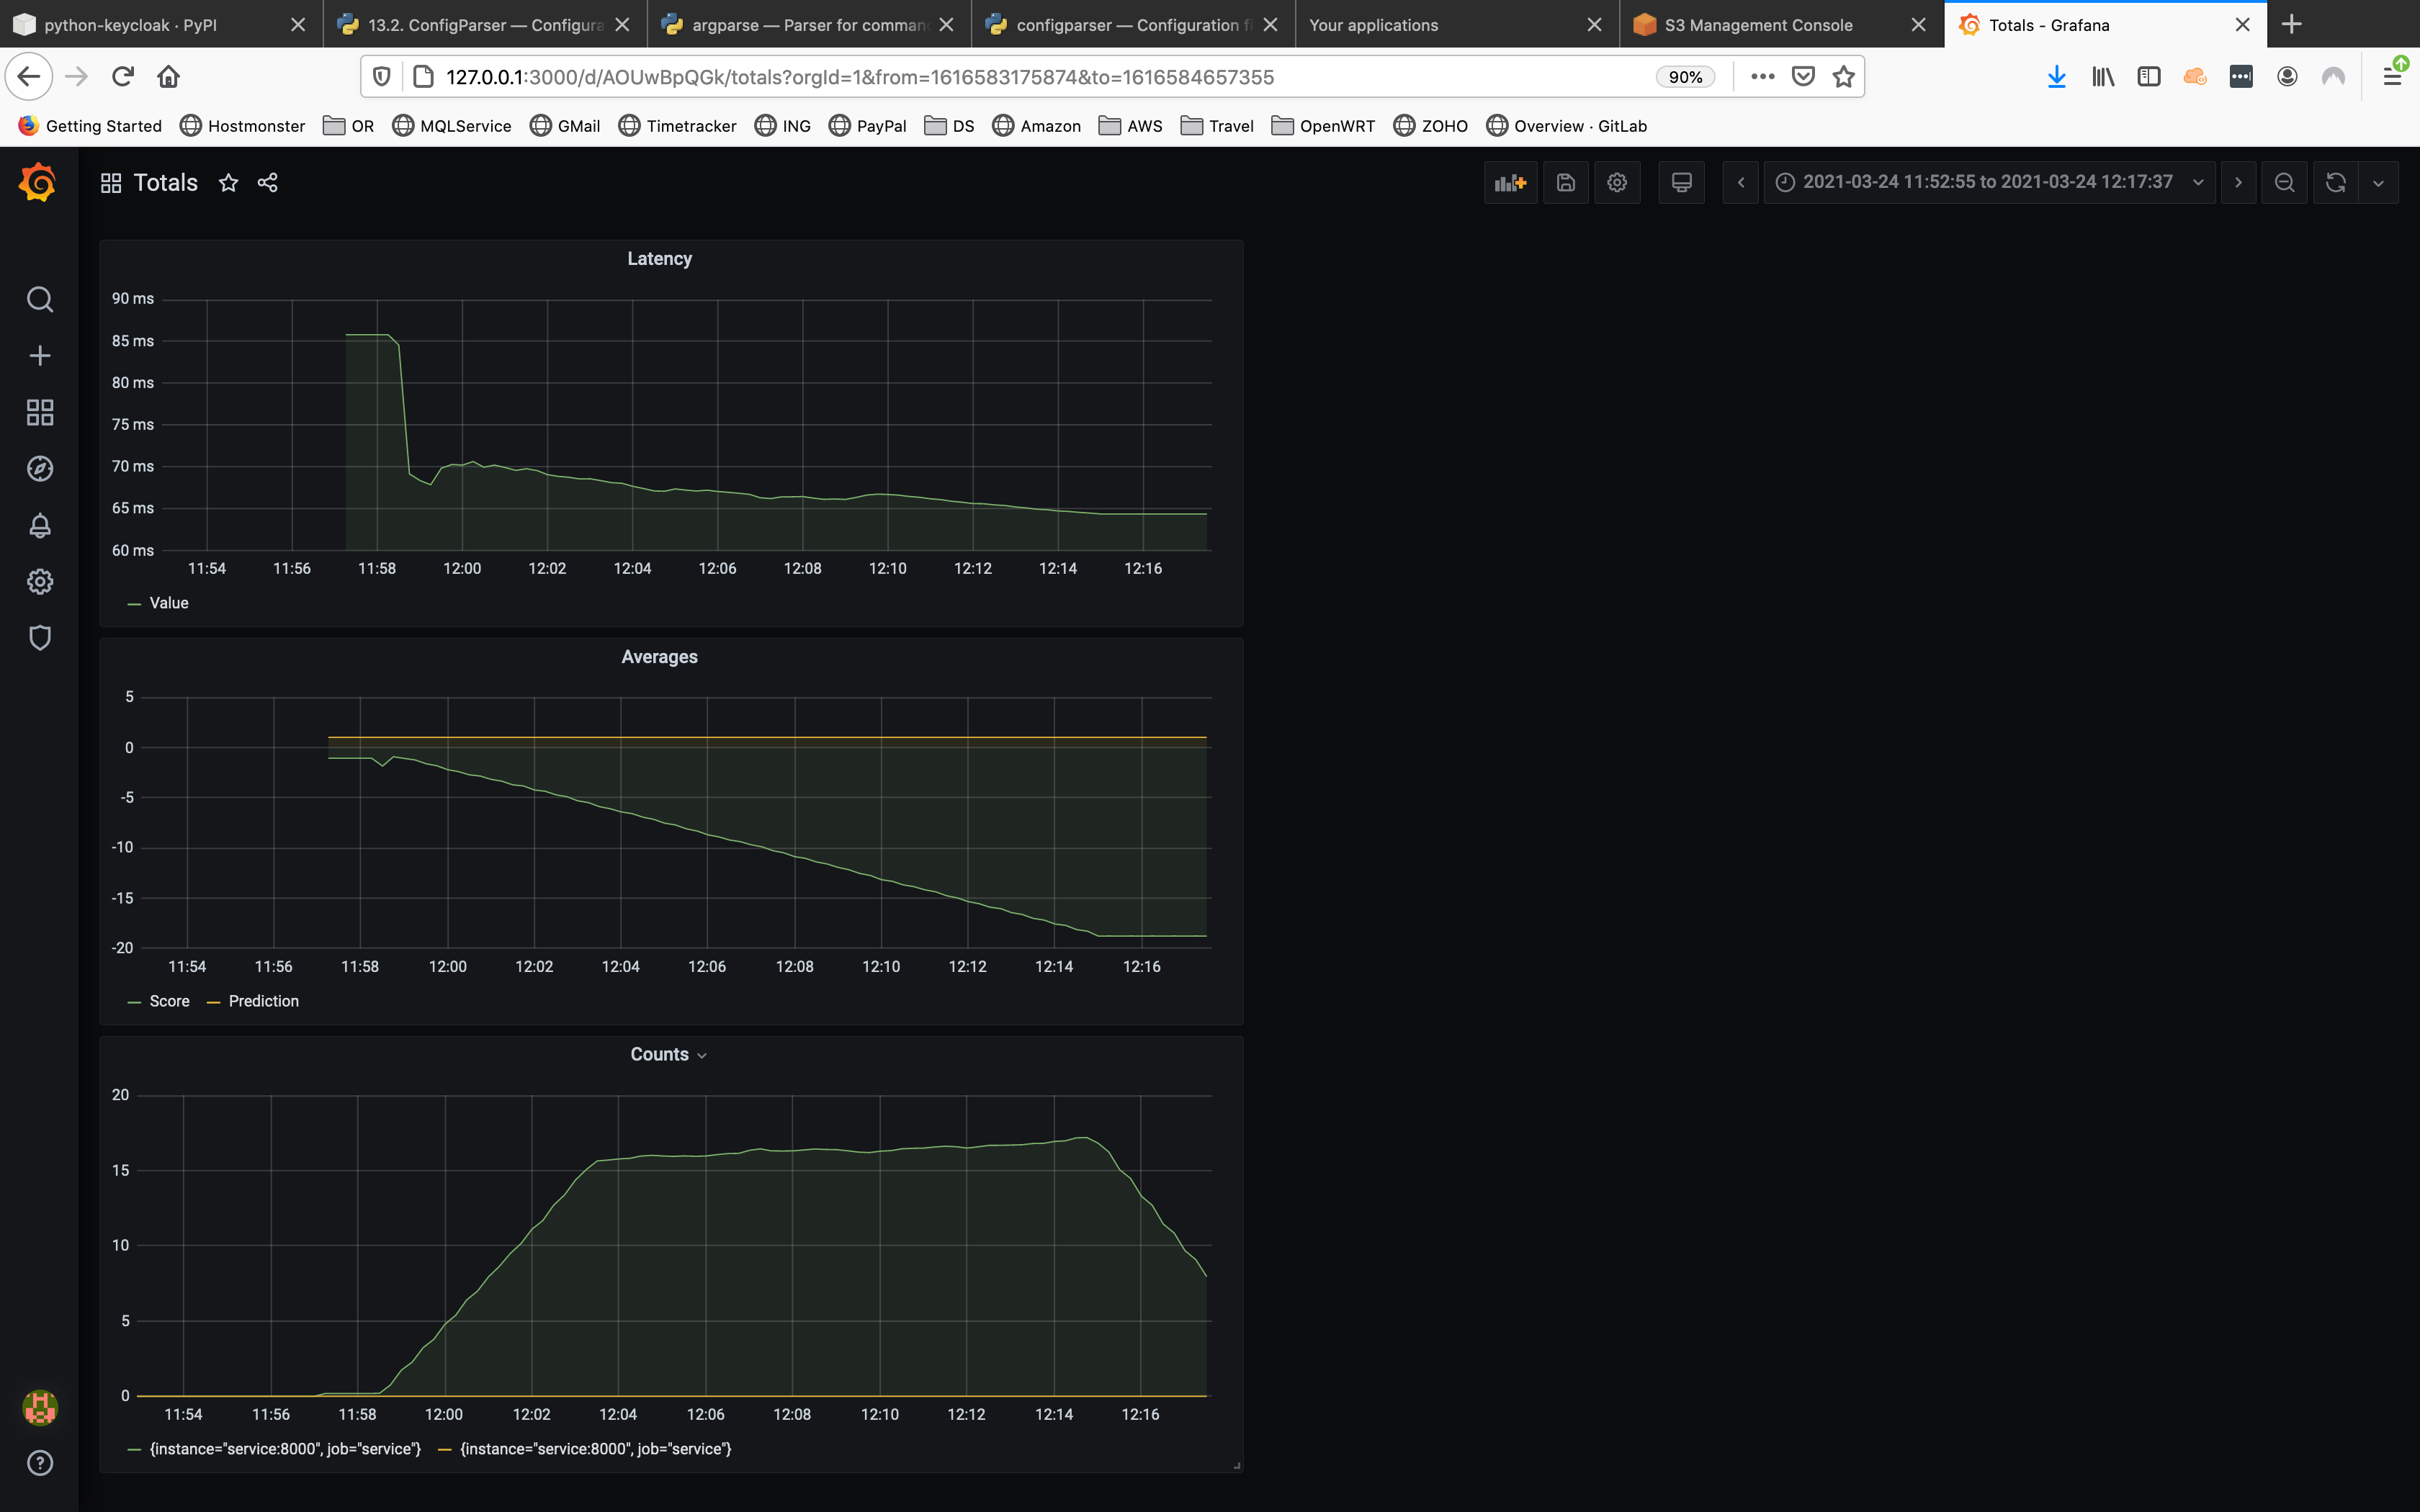 python-keycloak · PyPI
13.2. ConfigParser — Configura
argparse — Parser for comman
configparser — Configuration fi
Your applications
S3 Management Console
Totals - Grafana
127.0.0.1:3000/d/AOUwBpQGk/totals?orgId=1&from=1616583175874&to=1616584657355
90%
Getting Started
Hostmonster
OR
MQLService
GMail
Timetracker
ING
PayPal
DS
Amazon
AWS
Travel
OpenWRT
ZOHO
Overview · GitLab
Totals
2021-03-24 11:52:55 to 2021-03-24 12:17:37
Latency
90 ms
85 ms
80 ms
75 ms
70 ms
65 ms
60 ms
11:54 11:56 11:58 12:00 12:02 12:04 12:06 12:08 12:10 12:12 12:14 12:16
Value
Averages
5
0
-5
-10
-15
-20
11:54 11:56 11:58 12:00 12:02 12:04 12:06 12:08 12:10 12:12 12:14 12:16
Score Prediction
Counts
20
15
10
5
0
11:54 11:56 11:58 12:00 12:02 12:04 12:06 12:08 12:10 12:12 12:14 12:16
{instance="service:8000", job="service"} {instance="service:8000", job="service"}